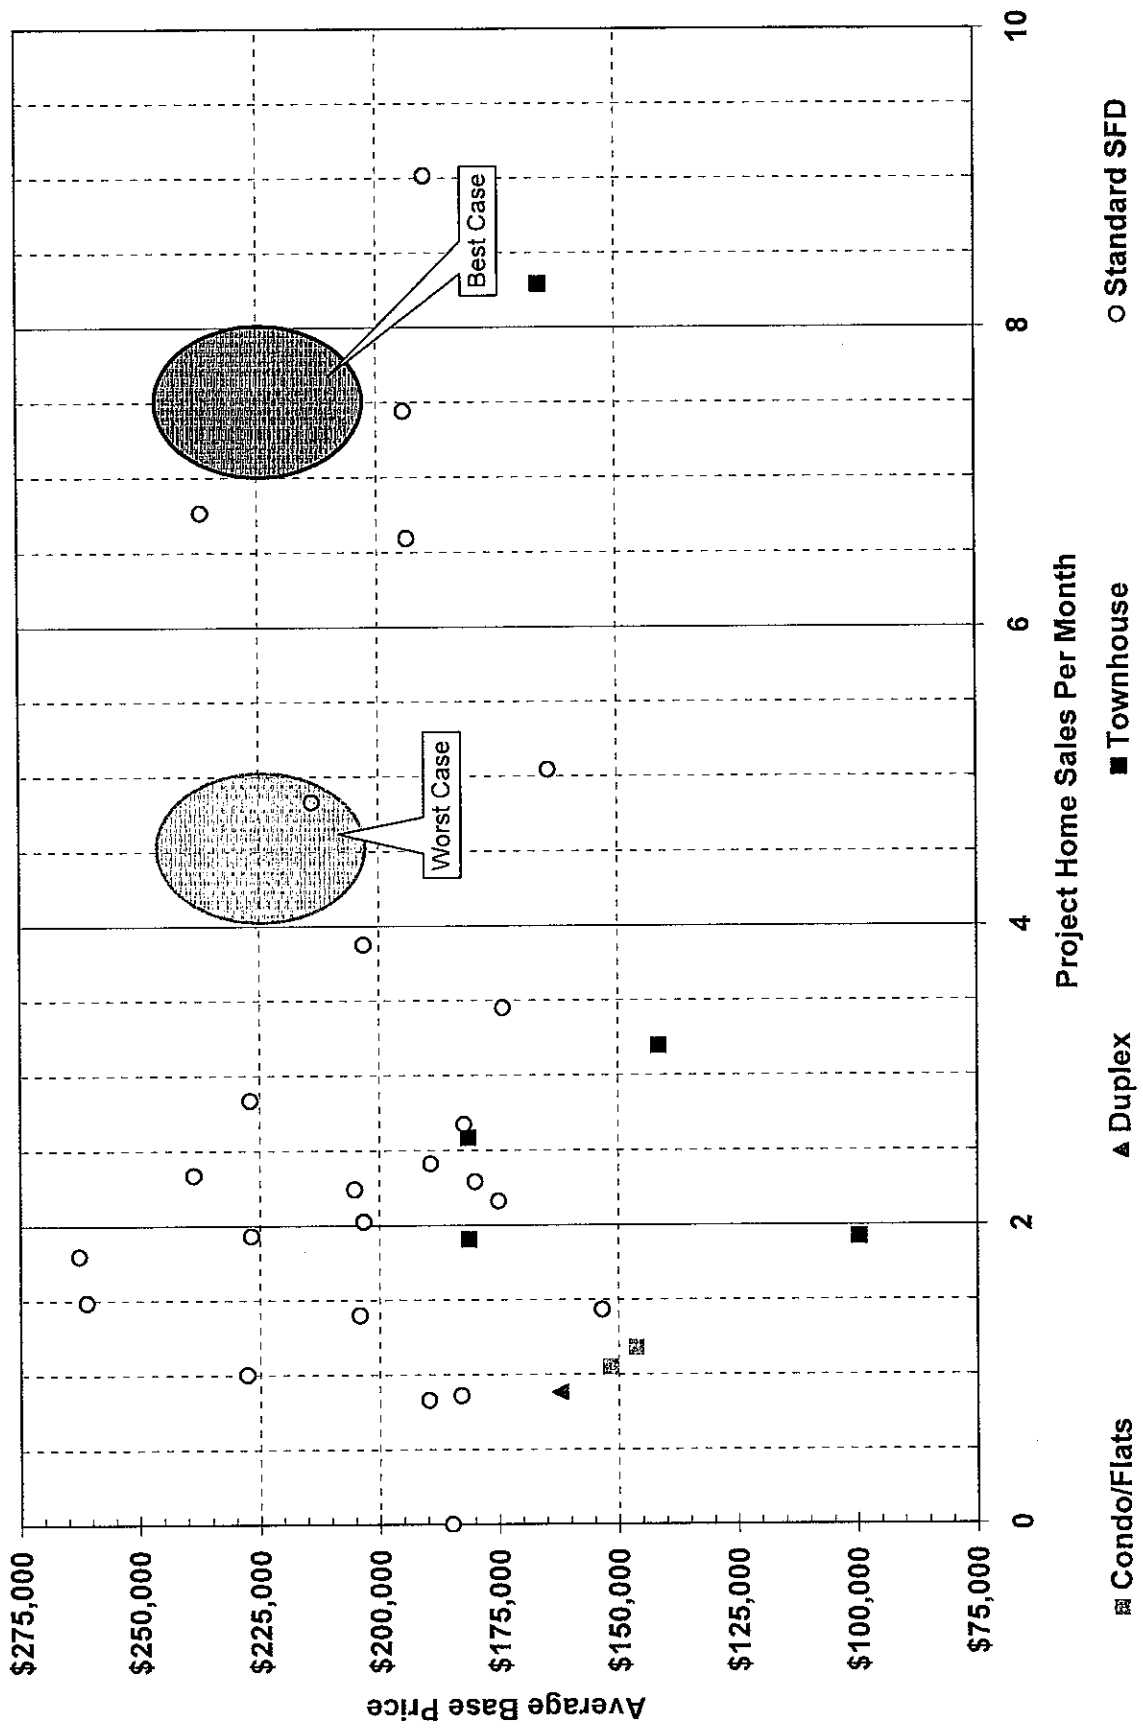 Average Base Price
$275,000
$250,000
$225,000
$200,000
$175,000
$150,000
$125,000
$100,000
$75,000
Worst Case
Best Case
0
2
4
6
8
10
Project Home Sales Per Month
Condo/Flats
Duplex
Townhouse
Standard SFD